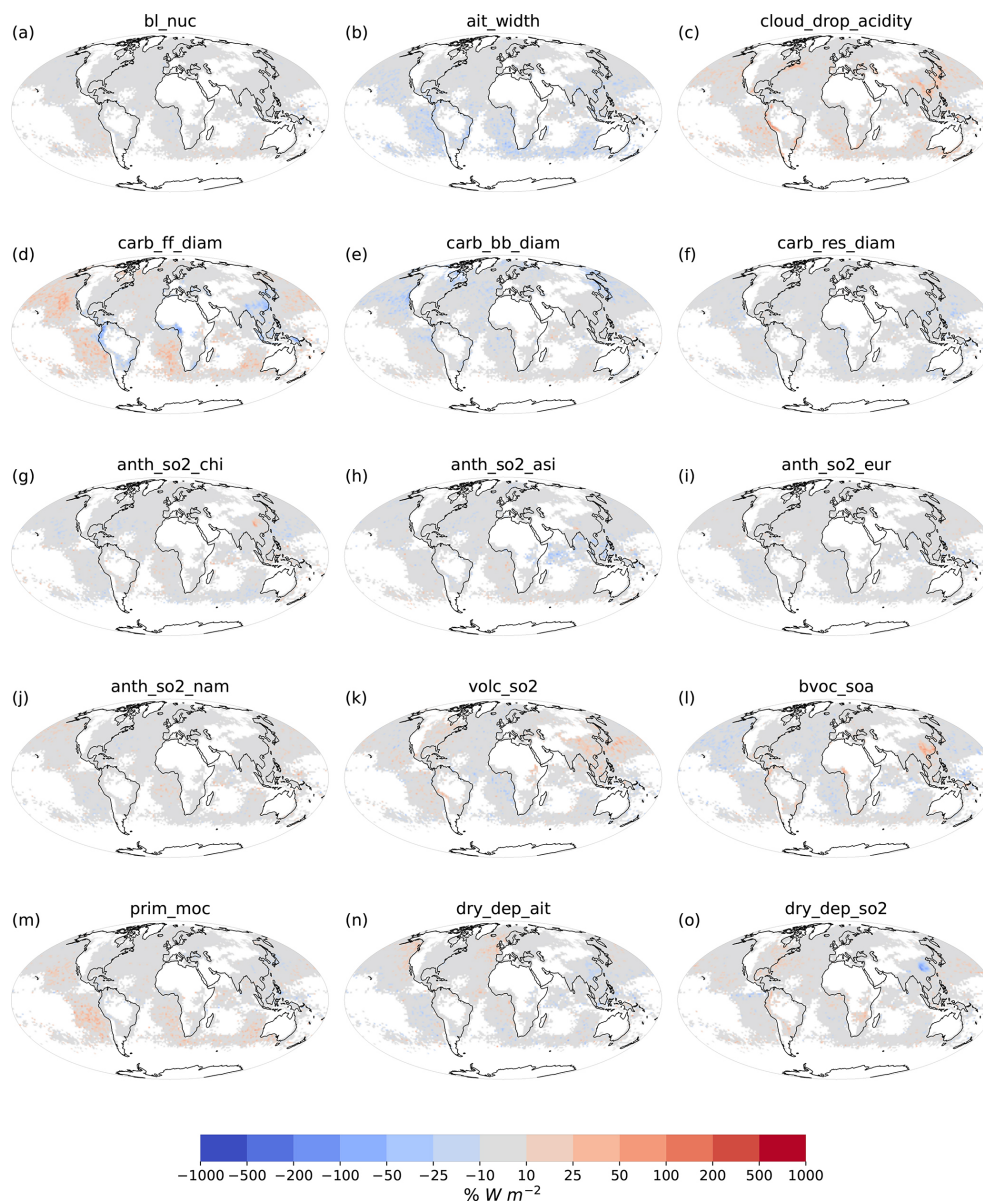 (a) bl_nuc
(b) ait_width
(c) cloud_drop_acidity
(d) carb_ff_diam
(e) carb_bb_diam
(f) carb_res_diam
(g) anth_so2_chi
(h) anth_so2_asi
(i) anth_so2_eur
(j) anth_so2_nam
(k) volc_so2
(l) bvoc_soa
(m) prim_moc
(n) dry_dep_ait
(o) dry_dep_so2
−1000 −500 −200 −100 −50 −25 −10 10 25 50 100 200 500 1000
% W m⁻²